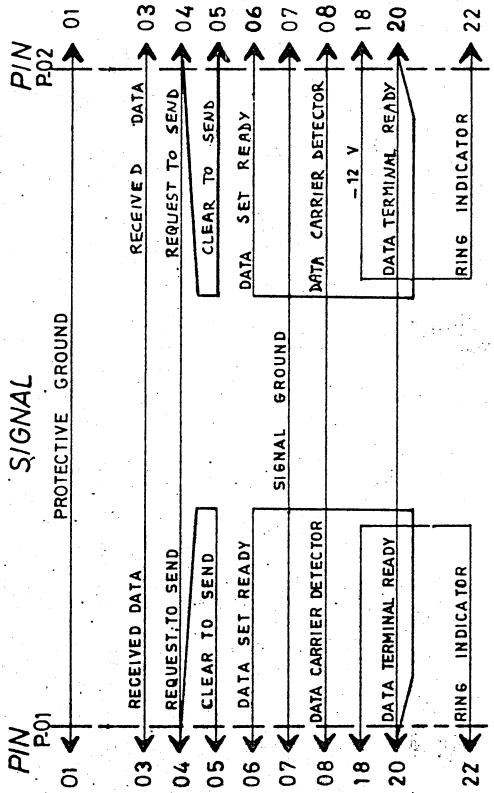 PIN SIGNAL PIN
P-01 P-02
PROTECTIVE GROUND
01 01
RECEIVED DATA RECEIVED DATA
03 03
REQUEST TO SEND REQUEST TO SEND
04 04
CLEAR TO SEND CLEAR TO SEND
05 05
DATA SET READY DATA SET READY
06 06
SIGNAL GROUND
07 07
DATA CARRIER DETECTOR DATA CARRIER DETECTOR
08 08
-12 V
18 18
DATA TERMINAL READY DATA TERMINAL READY
20 20
RING INDICATOR RING INDICATOR
22 22